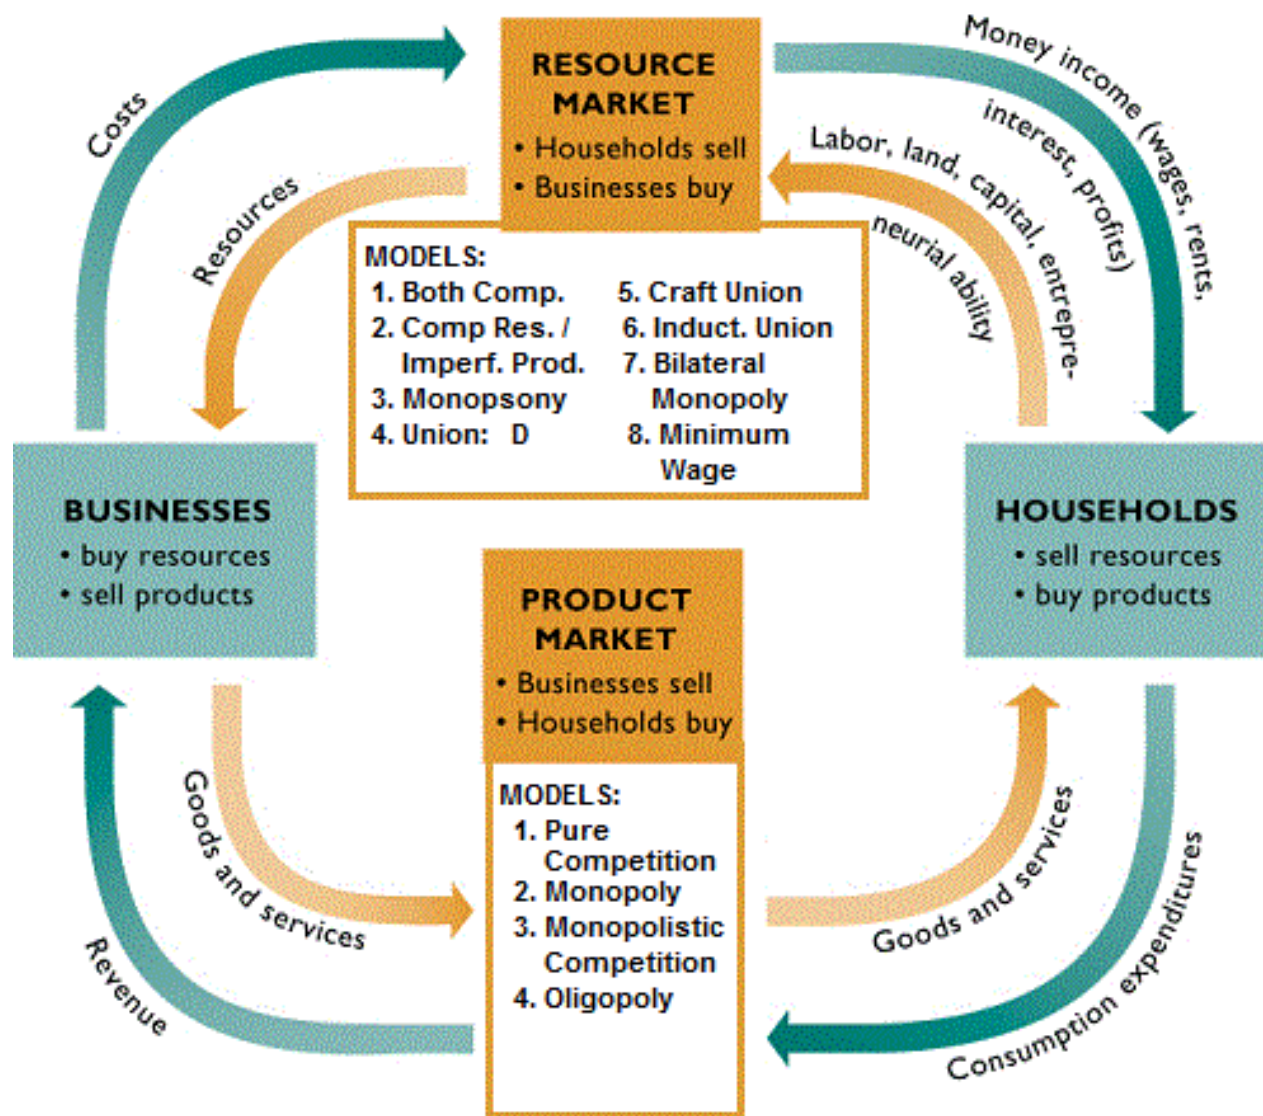 Costs
Resources
RESOURCE
MARKET
• Households sell
• Businesses buy
Money income (wages, rents,
interest, profits)
Labor, land, capital, entrepre-
neurial ability
MODELS:
1. Both Comp.
2. Comp Res. /
Imperf. Prod.
3. Monopsony
4. Union: D
5. Craft Union
6. Induct. Union
7. Bilateral
Monopoly
8. Minimum
Wage
BUSINESSES
• buy resources
• sell products
HOUSEHOLDS
• sell resources
• buy products
PRODUCT
MARKET
• Businesses sell
• Households buy
MODELS:
1. Pure
Competition
2. Monopoly
3. Monopolistic
Competition
4. Oligopoly
Goods and services
Revenue
Goods and services
Consumption expenditures